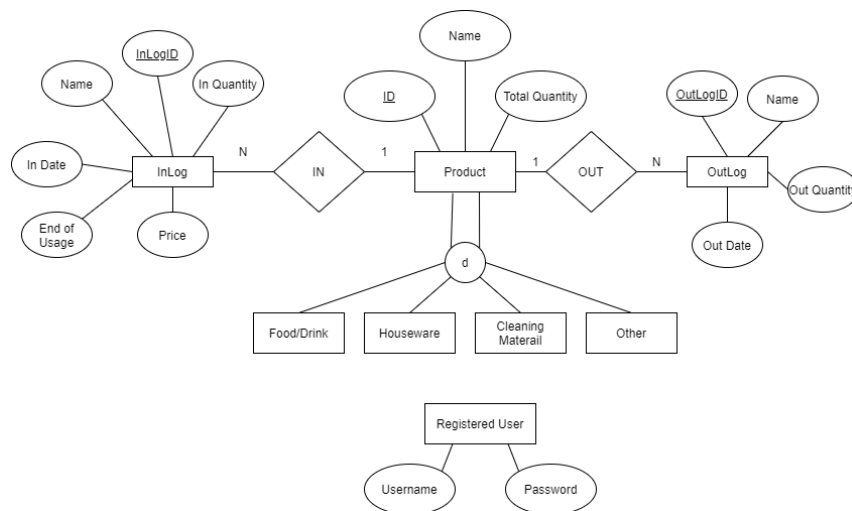 Name
InLogID
In Quantity
Name
ID
Total Quantity
OutLogID
Name
In Date
InLog
N
IN
1
Product
1
OUT
N
OutLog
Out Quantity
End of
Usage
Price
Out Date
d
Food/Drink
Houseware
Cleaning
Materail
Other
Registered User
Username
Password